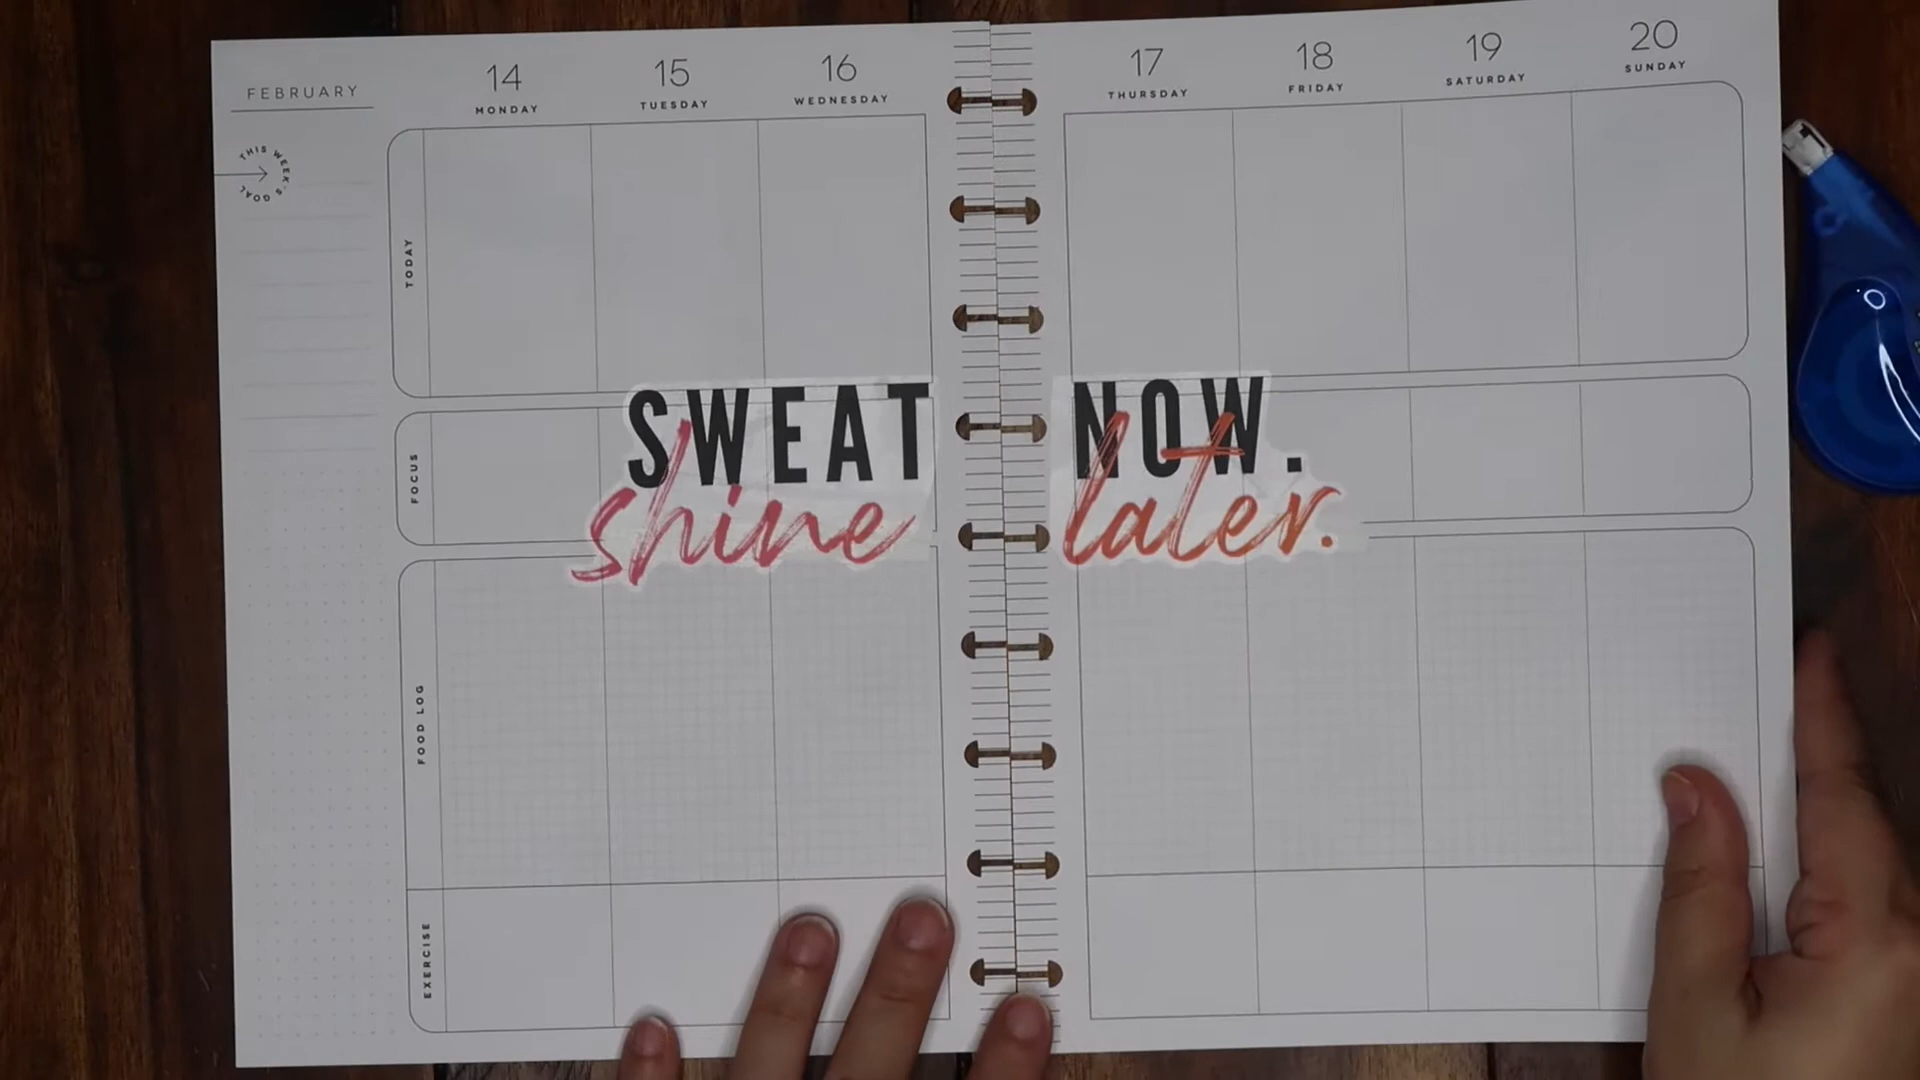 FEBRUARY
14 15 16 17 18 19 20
MONDAY TUESDAY WEDNESDAY THURSDAY FRIDAY SATURDAY SUNDAY
THIS WEEK'S GOAL
TODAY
SWEAT NOW.
shine later.
FOCUS
FOOD LOG
EXERCISE